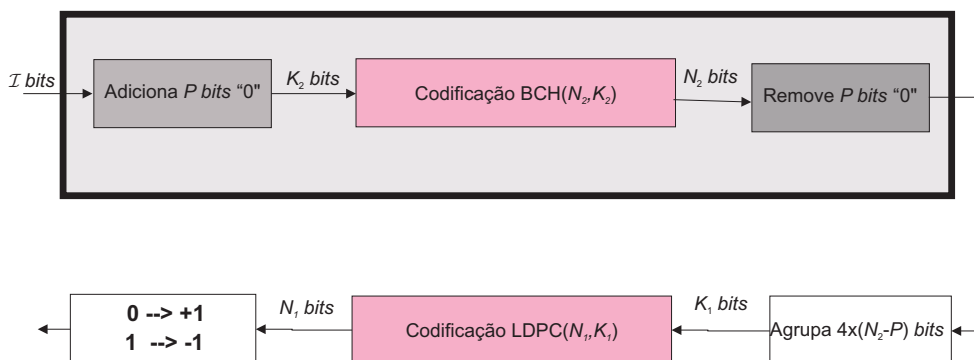 𝓘 bits
Adiciona P bits “0"
K₂ bits
Codificação BCH(N₂,K₂)
N₂ bits
Remove P bits “0"
0 --> +1
1 --> -1
N₁ bits
Codificação LDPC(N₁,K₁)
K₁ bits
Agrupa 4x(N₂-P) bits